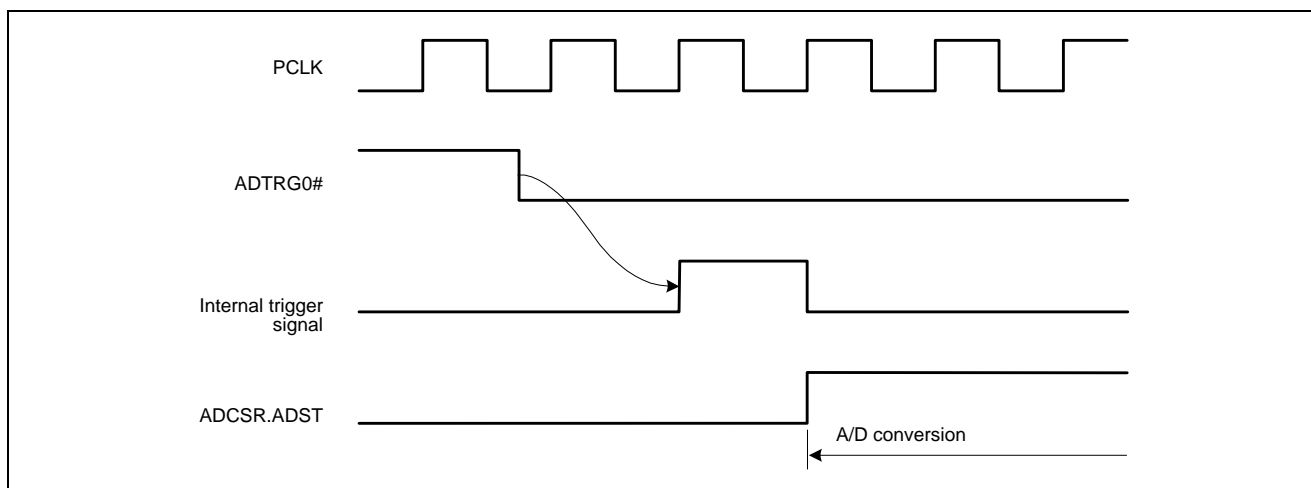 PCLK
ADTRG0#
Internal trigger
signal
ADCSR.ADST
A/D conversion